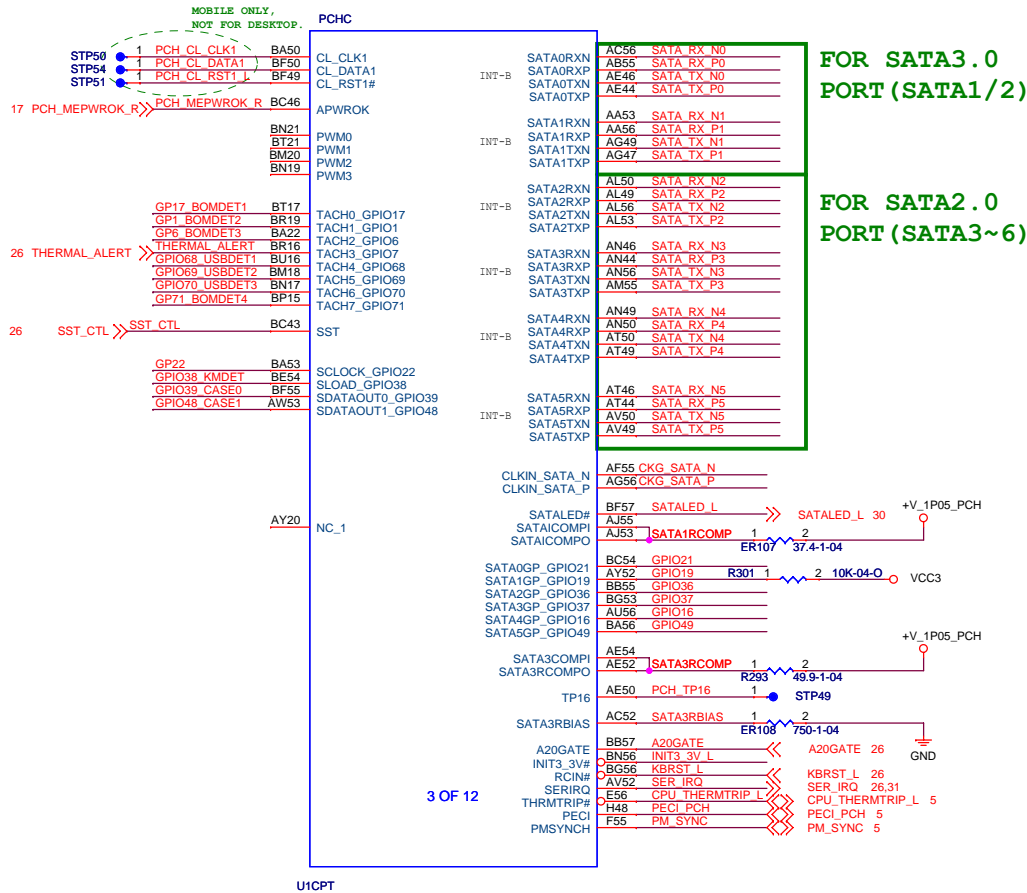 MOBILE ONLY,
NOT FOR DESKTOP.
PCHC
STP50 1 PCH_CL_CLK1 BA50 CL_CLK1
STP54 1 PCH_CL_DATA1 BF50 CL_DATA1
STP51 1 PCH_CL_RST1_L BF49 CL_RST1#
17 PCH_MEPWROK_R PCH_MEPWROK_R BC46 APWROK
BN21 PWM0
BT21 PWM1
BM20 PWM2
BN19 PWM3
GP17_BOMDET1 BT17 TACH0_GPIO17
GP1_BOMDET2 BR19 TACH1_GPIO1
GP6_BOMDET3 BA22 TACH2_GPIO6
26 THERMAL_ALERT THERMAL_ALERT BR16 TACH3_GPIO7
GPIO68_USBDET1 BU16 TACH4_GPIO68
GPIO69_USBDET2 BM18 TACH5_GPIO69
GPIO70_USBDET3 BN17 TACH6_GPIO70
GP71_BOMDET4 BP15 TACH7_GPIO71
26 SST_CTL SST_CTL BC43 SST
GP22 BA53 SCLOCK_GPIO22
GPIO38_KMDET BE54 SLOAD_GPIO38
GPIO39_CASE0 BF55 SDATAOUT0_GPIO39
GPIO48_CASE1 AW53 SDATAOUT1_GPIO48
AY20 NC_1
SATA0RXN AC56 SATA_RX_N0
SATA0RXP AB55 SATA_RX_P0
INT-B SATA0TXN AE46 SATA_TX_N0
SATA0TXP AE44 SATA_TX_P0
FOR SATA3.0
PORT(SATA1/2)
SATA1RXN AA53 SATA_RX_N1
SATA1RXP AA56 SATA_RX_P1
INT-B SATA1TXN AG49 SATA_TX_N1
SATA1TXP AG47 SATA_TX_P1
SATA2RXN AL50 SATA_RX_N2
SATA2RXP AL49 SATA_RX_P2
INT-B SATA2TXN AL56 SATA_TX_N2
SATA2TXP AL53 SATA_TX_P2
FOR SATA2.0
PORT(SATA3~6)
SATA3RXN AN46 SATA_RX_N3
SATA3RXP AN44 SATA_RX_P3
INT-B SATA3TXN AN56 SATA_TX_N3
SATA3TXP AM55 SATA_TX_P3
SATA4RXN AN49 SATA_RX_N4
SATA4RXP AN50 SATA_RX_P4
INT-B SATA4TXN AT50 SATA_TX_N4
SATA4TXP AT49 SATA_TX_P4
SATA5RXN AT46 SATA_RX_N5
SATA5RXP AT44 SATA_RX_P5
INT-B SATA5TXN AV50 SATA_TX_N5
SATA5TXP AV49 SATA_TX_P5
CLKIN_SATA_N AF55 CKG_SATA_N
CLKIN_SATA_P AG56 CKG_SATA_P
SATALED# BF57 SATALED_L SATALED_L 30
+V_1P05_PCH
SATAICOMPI AJ55
SATAICOMPO AJ53 SATA1RCOMP 1 2
ER107 37.4-1-04
SATA0GP_GPIO21 BC54 GPIO21
SATA1GP_GPIO19 AY52 GPIO19 R301 1 2 10K-04-O VCC3
SATA2GP_GPIO36 BB55 GPIO36
SATA3GP_GPIO37 BG53 GPIO37
SATA4GP_GPIO16 AU56 GPIO16
SATA5GP_GPIO49 BA56 GPIO49
+V_1P05_PCH
SATA3COMPI AE54
SATA3RCOMPO AE52 SATA3RCOMP 1 2
R293 49.9-1-04
TP16 AE50 PCH_TP16 1 STP49
SATA3RBIAS AC52 SATA3RBIAS 1 2
ER108 750-1-04
GND
A20GATE BB57 A20GATE A20GATE 26
INIT3_3V# BN56 INIT3_3V_L
RCIN# BG56 KBRST_L KBRST_L 26
SERIRQ AV52 SER_IRQ SER_IRQ 26,31
THRMTRIP# E56 CPU_THERMTRIP_L CPU_THERMTRIP_L 5
PECI H48 PECI_PCH PECI_PCH 5
PMSYNCH F55 PM_SYNC PM_SYNC 5
3 OF 12
U1CPT